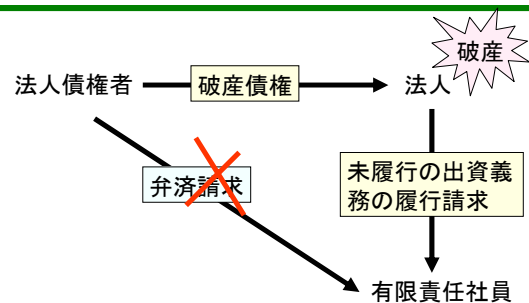 破産
法人債権者
破産債権
法人
弁済請求
未履行の出資義
務の履行請求
有限責任社員